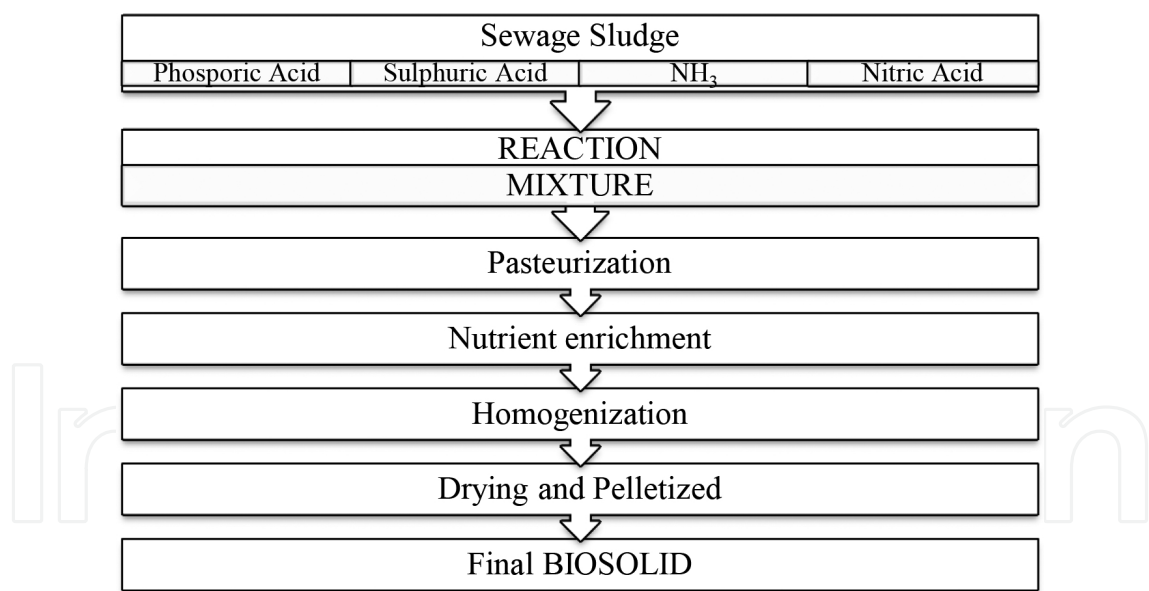 Sewage Sludge
Phosporic Acid Sulphuric Acid NH₃ Nitric Acid
REACTION
MIXTURE
Pasteurization
Nutrient enrichment
Homogenization
Drying and Pelletized
Final BIOSOLID